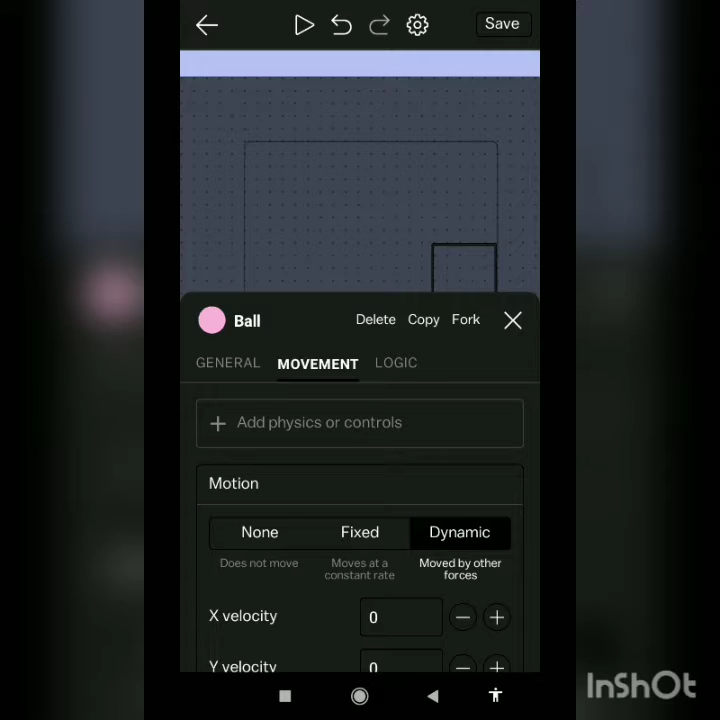 Save
Ball
Delete Copy Fork
GENERAL MOVEMENT LOGIC
+ Add physics or controls
Motion
None Fixed Dynamic
Does not move Moves at a constant rate Moved by other forces
X velocity 0 − +
Y velocity 0 − +
InShOt